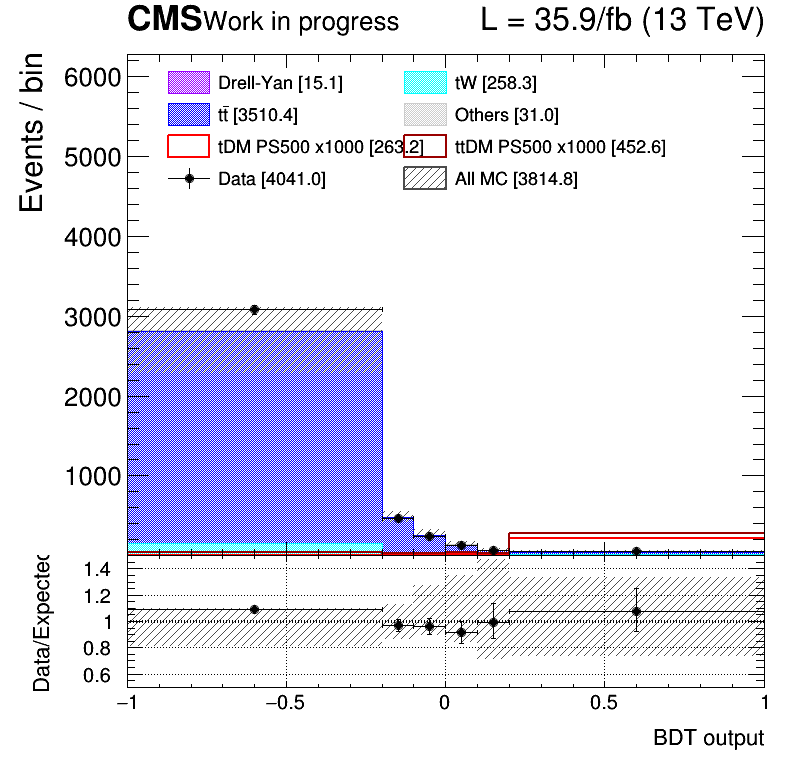 CMS Work in progress L = 35.9/fb (13 TeV)
Events / bin
6000
5000
4000
3000
2000
1000
Drell-Yan [15.1] tW [258.3]
tt̄ [3510.4] Others [31.0]
tDM PS500 x1000 [263.2] ttDM PS500 x1000 [452.6]
Data [4041.0] All MC [3814.8]
Data/Expected
1.4
1.2
1
0.8
0.6
−1 −0.5 0 0.5 1
BDT output